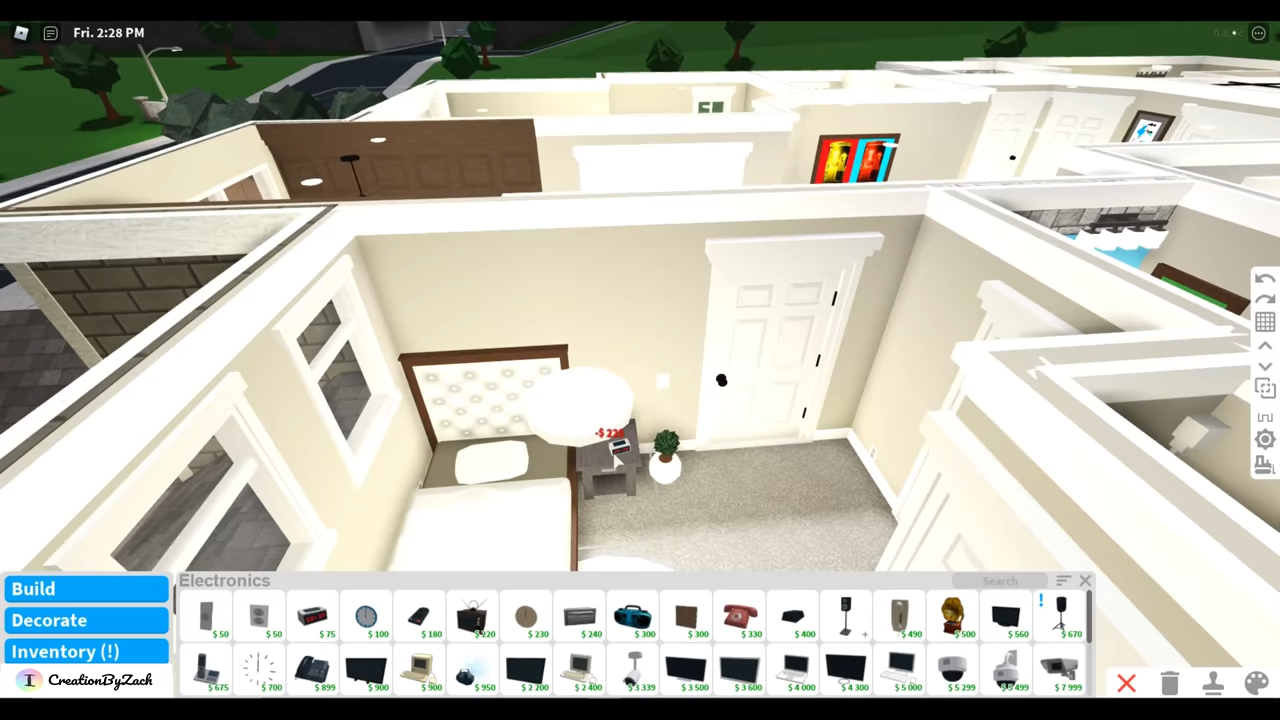 Fri. 2:28 PM
Build
Decorate
Inventory (!)
CreationByZach
Electronics
Search
$ 50
$ 50
$ 75
$ 100
$ 180
$ 230
$ 240
$ 300
$ 300
$ 330
$ 400
+
$ 490
$ 500
$ 560
!
$ 670
$ 675
$ 700
$ 899
$ 900
$ 900
$ 950
$ 2 200
$ 2 400
$ 3 500
$ 3 600
$ 4 000
$ 4 300
$ 5 000
$ 5 299
$ 7 999